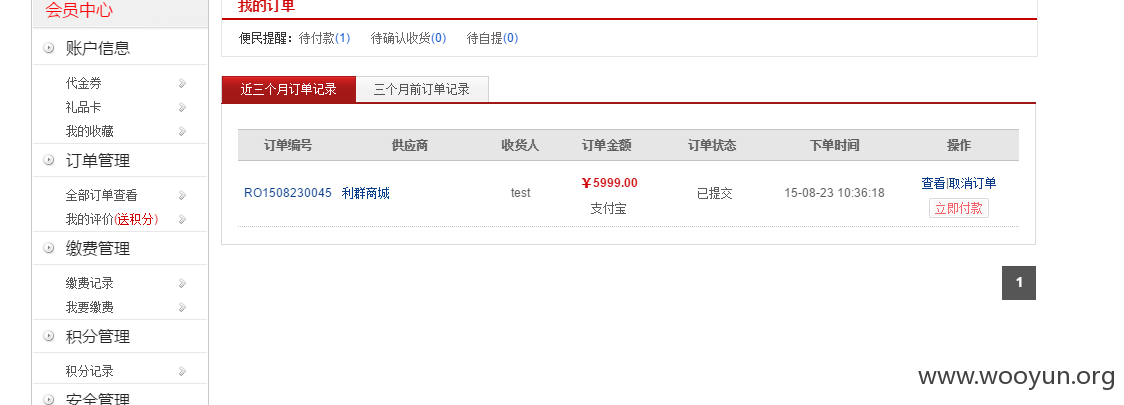 会员中心
账户信息
代金券
礼品卡
我的收藏
订单管理
全部订单查看
我的评价(送积分)
缴费管理
缴费记录
我要缴费
积分管理
积分记录
安全管理
我的订单
便民提醒：待付款(1) 待确认收货(0) 待自提(0)
近三个月订单记录 三个月前订单记录
订单编号 供应商 收货人 订单金额 订单状态 下单时间 操作
RO1508230045 利群商城 test ￥5999.00 支付宝 已提交 15-08-23 10:36:18 查看|取消订单
立即付款
1
www.wooyun.org